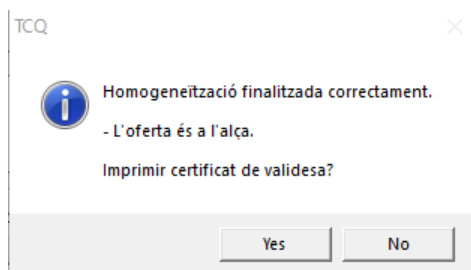 TCQ
Homogeneïtzació finalitzada correctament.
- L'oferta és a l'alça.
Imprimir certificat de validesa?
Yes
No